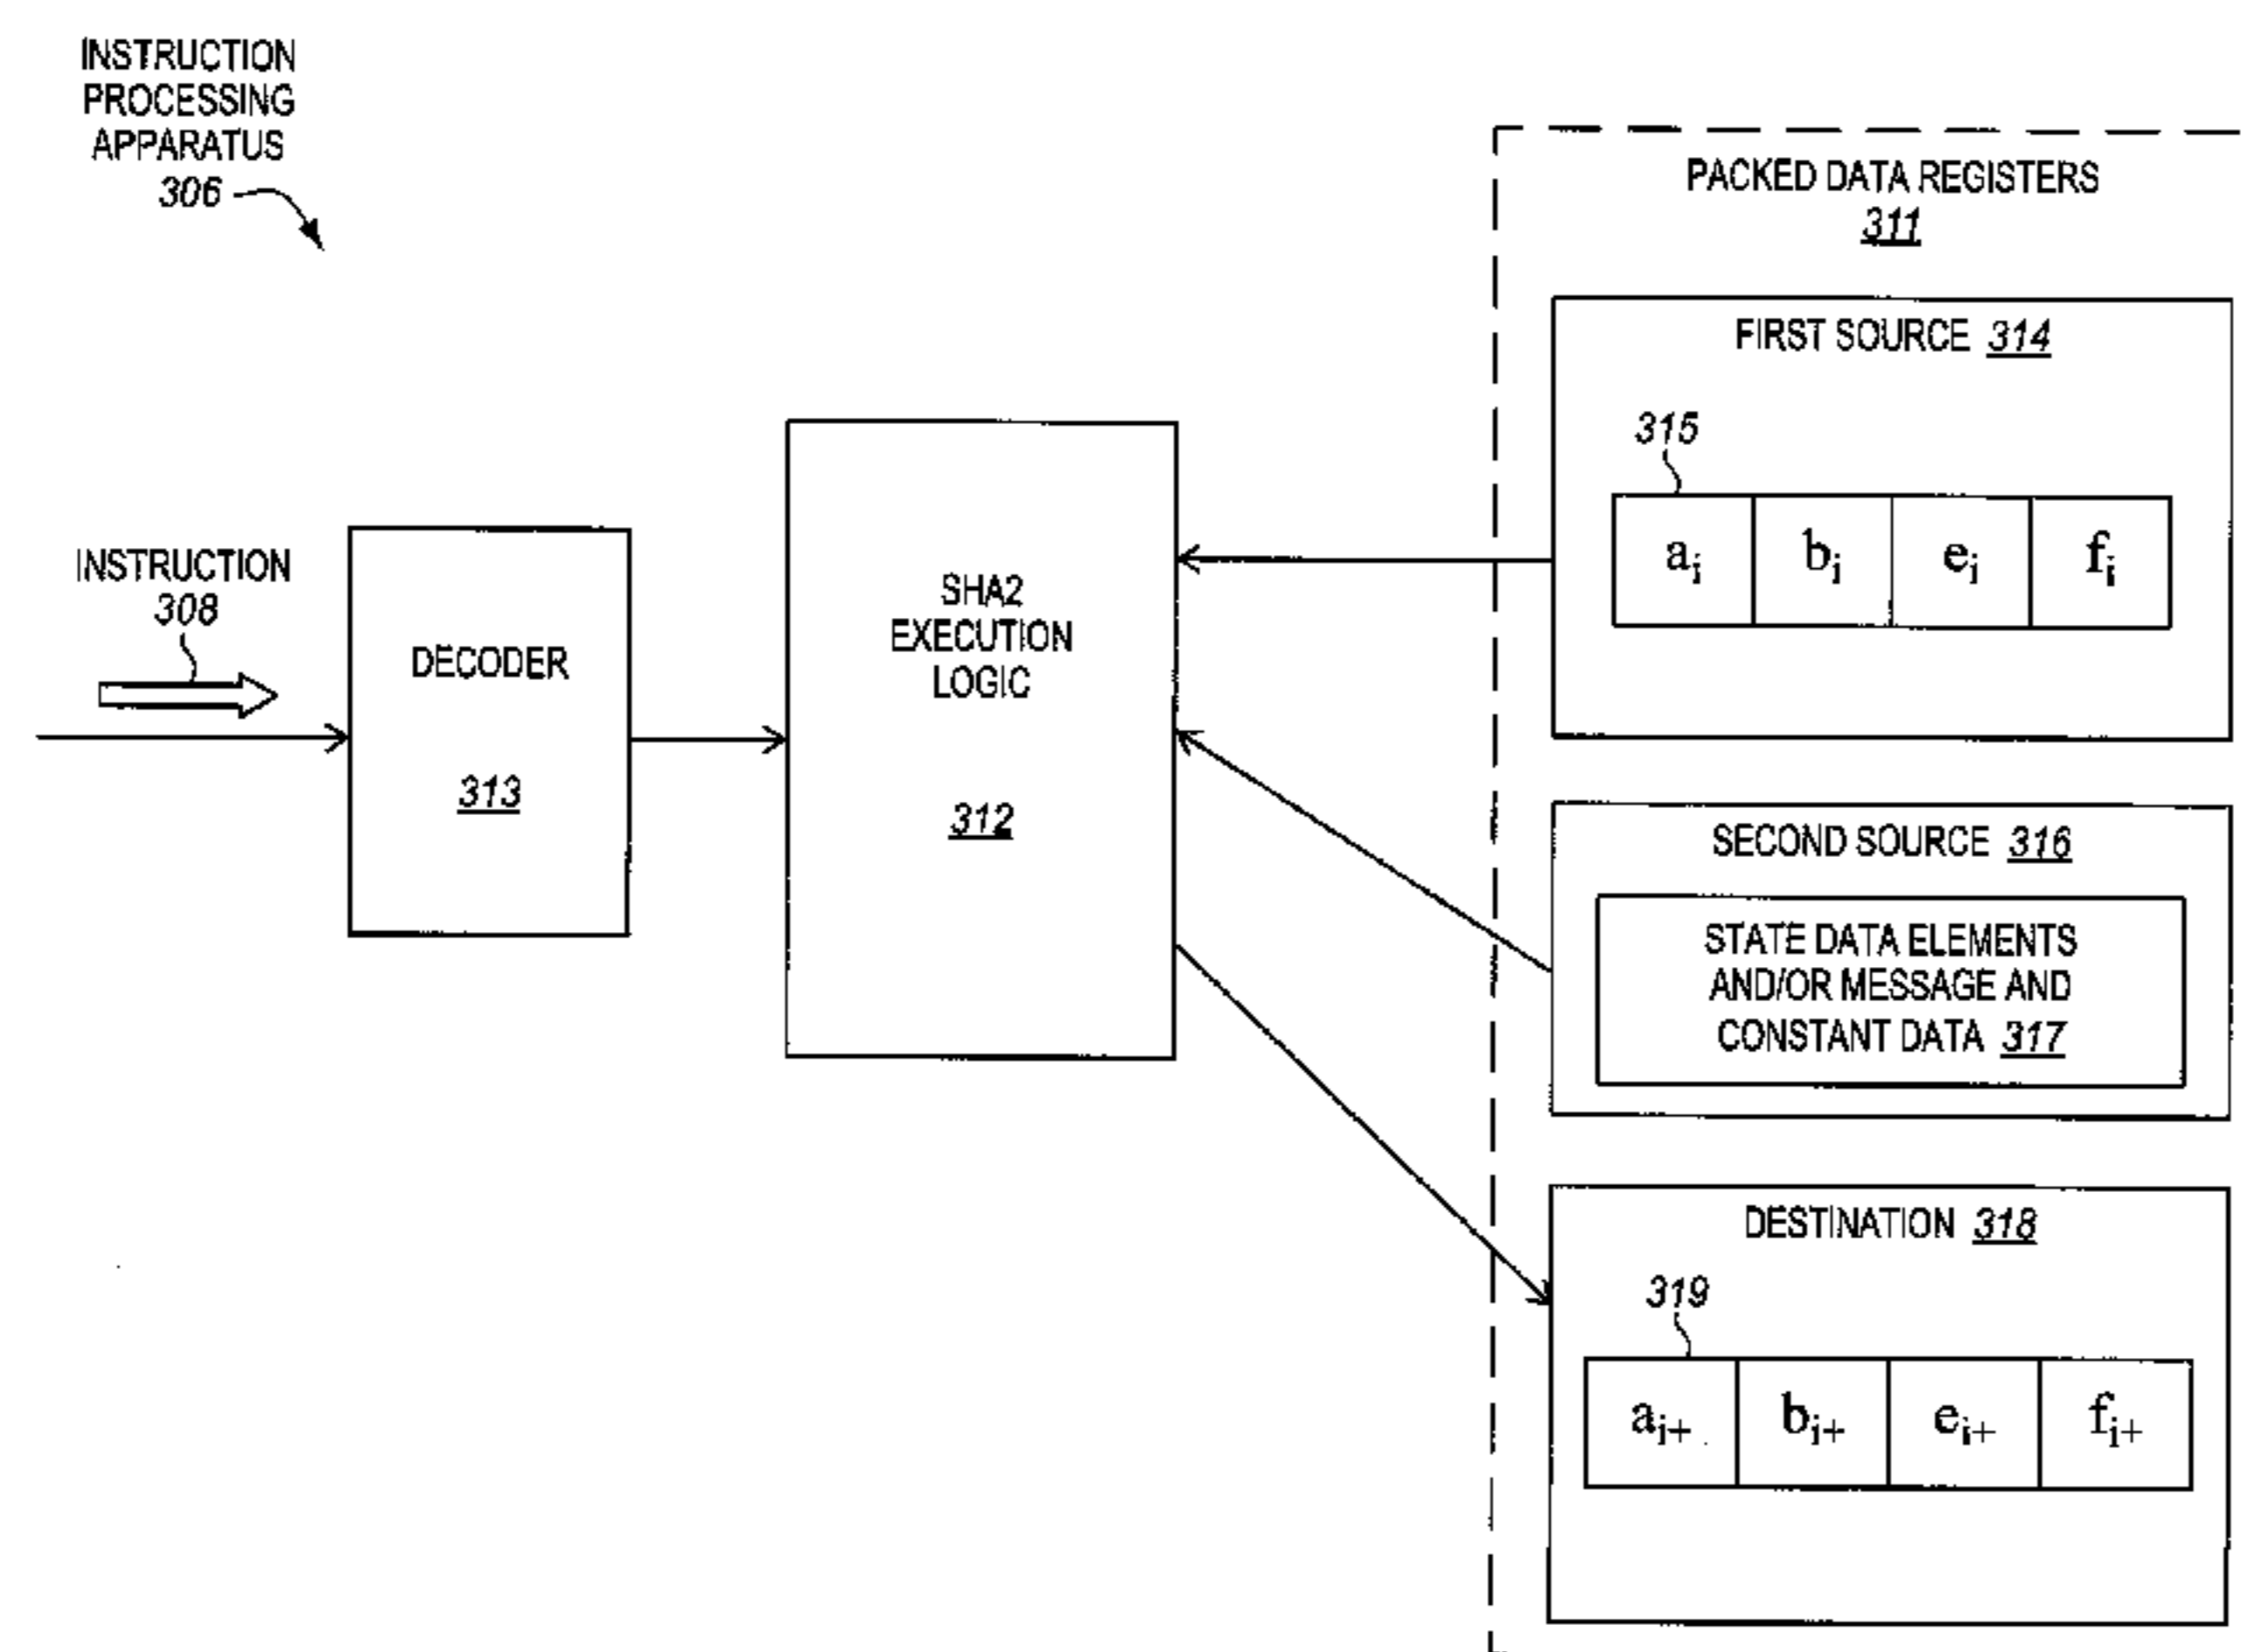 INSTRUCTION
PROCESSING
APPARATUS
306
PACKED DATA REGISTERS
311
FIRST SOURCE 314
315
aᵢ bᵢ eᵢ fᵢ
INSTRUCTION
308
DECODER
313
SHA2
EXECUTION
LOGIC
312
SECOND SOURCE 316
STATE DATA ELEMENTS
AND/OR MESSAGE AND
CONSTANT DATA 317
DESTINATION 318
319
aᵢ₊ bᵢ₊ eᵢ₊ fᵢ₊